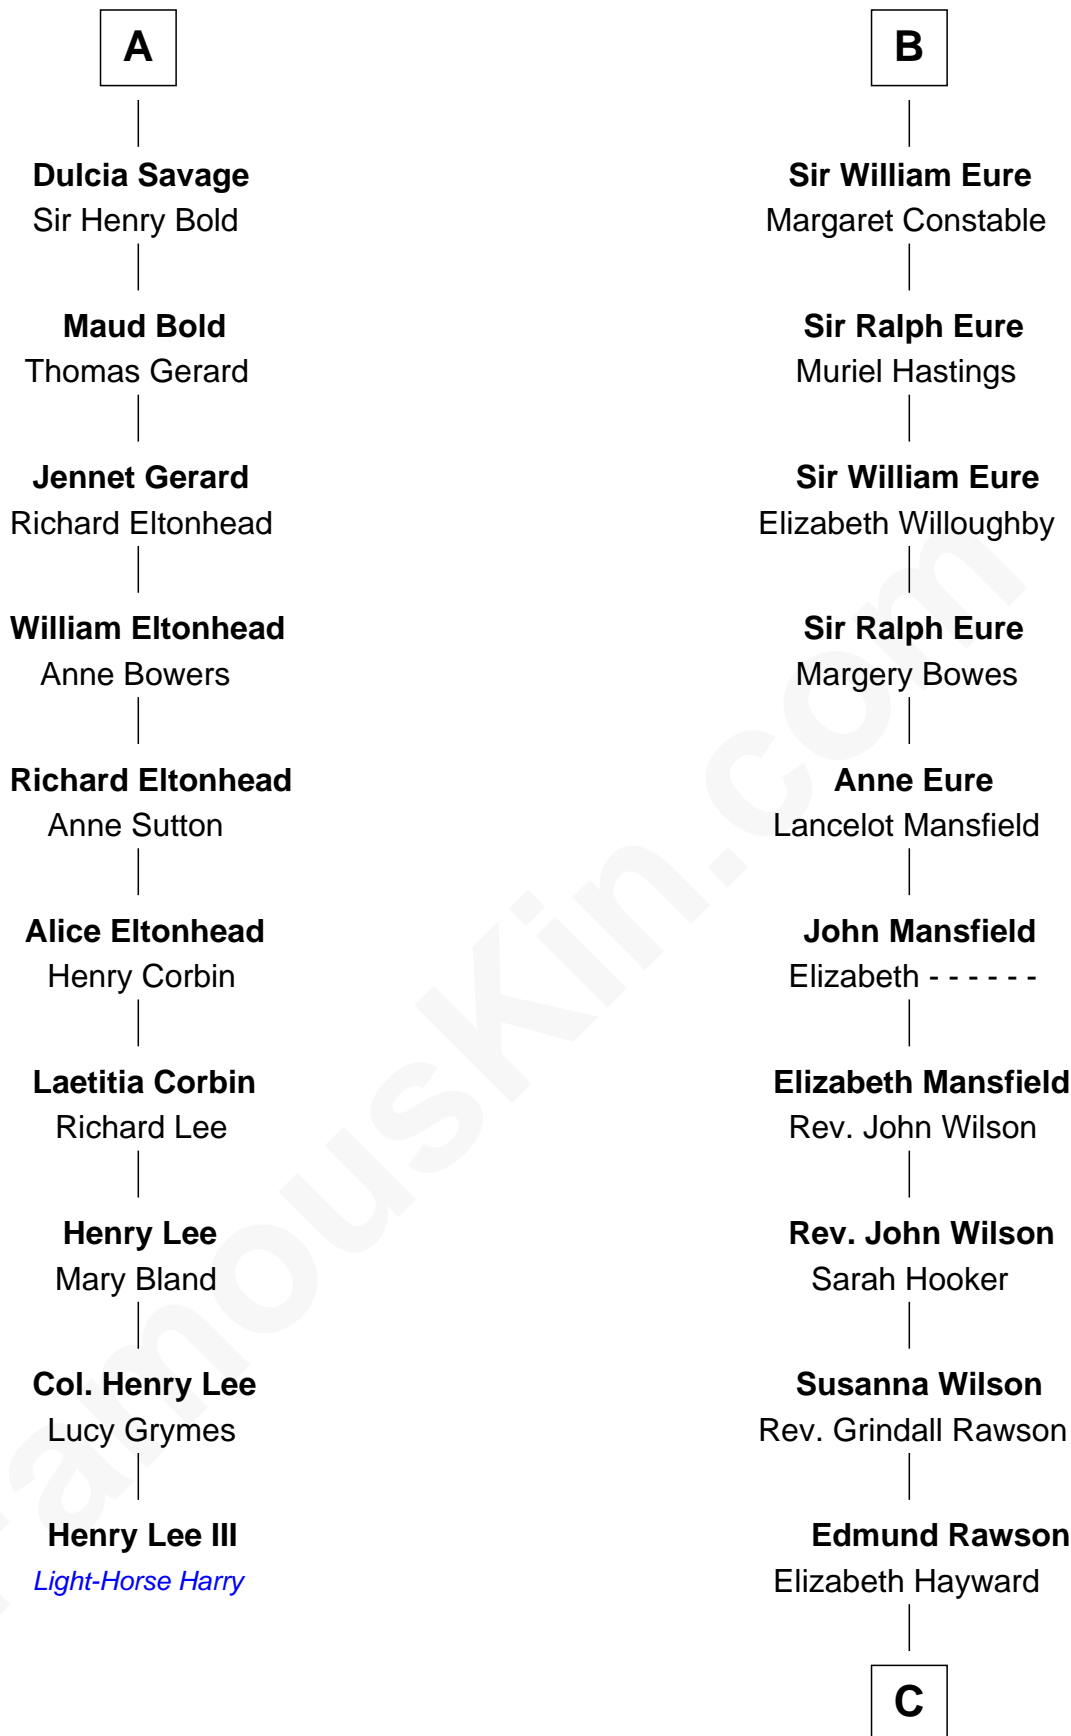 A
Dulcia Savage
Sir Henry Bold
Maud Bold
Thomas Gerard
Jennet Gerard
Richard Eltonhead
William Eltonhead
Anne Bowers
Richard Eltonhead
Anne Sutton
Alice Eltonhead
Henry Corbin
Laetitia Corbin
Richard Lee
Henry Lee
Mary Bland
Col. Henry Lee
Lucy Grymes
Henry Lee III
Light-Horse Harry
B
Sir William Eure
Margaret Constable
Sir Ralph Eure
Muriel Hastings
Sir William Eure
Elizabeth Willoughby
Sir Ralph Eure
Margery Bowes
Anne Eure
Lancelot Mansfield
John Mansfield
Elizabeth - - - - - -
Elizabeth Mansfield
Rev. John Wilson
Rev. John Wilson
Sarah Hooker
Susanna Wilson
Rev. Grindall Rawson
Edmund Rawson
Elizabeth Hayward
C
FamousKin.com